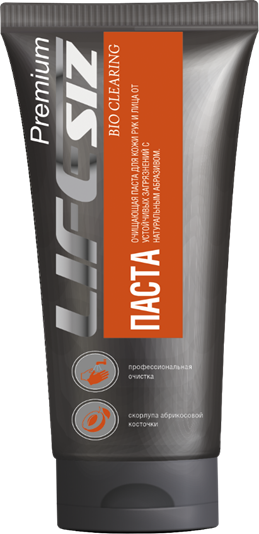 Premium
LIFE SIZ
BIO CLEARING
ПАСТА
ОЧИЩАЮЩАЯ ПАСТА ДЛЯ КОЖИ РУК И ЛИЦА ОТ
УСТОЙЧИВЫХ ЗАГРЯЗНЕНИЙ С
НАТУРАЛЬНЫМ АБРАЗИВОМ.
профессиональная
очистка
скорлупа абрикосовой
косточки